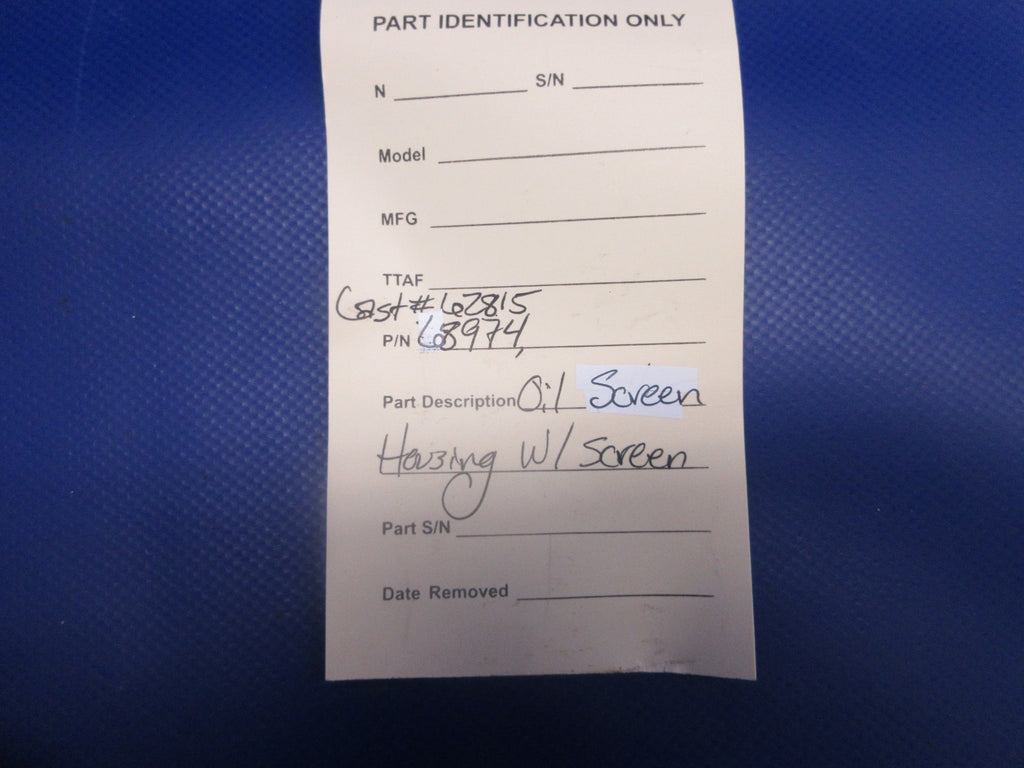 PART IDENTIFICATION ONLY
N S/N
Model
MFG
TTAF
Cast# 62815
P/N 68974,
Part Description Oil Screen
Housing W/ Screen
Part S/N
Date Removed